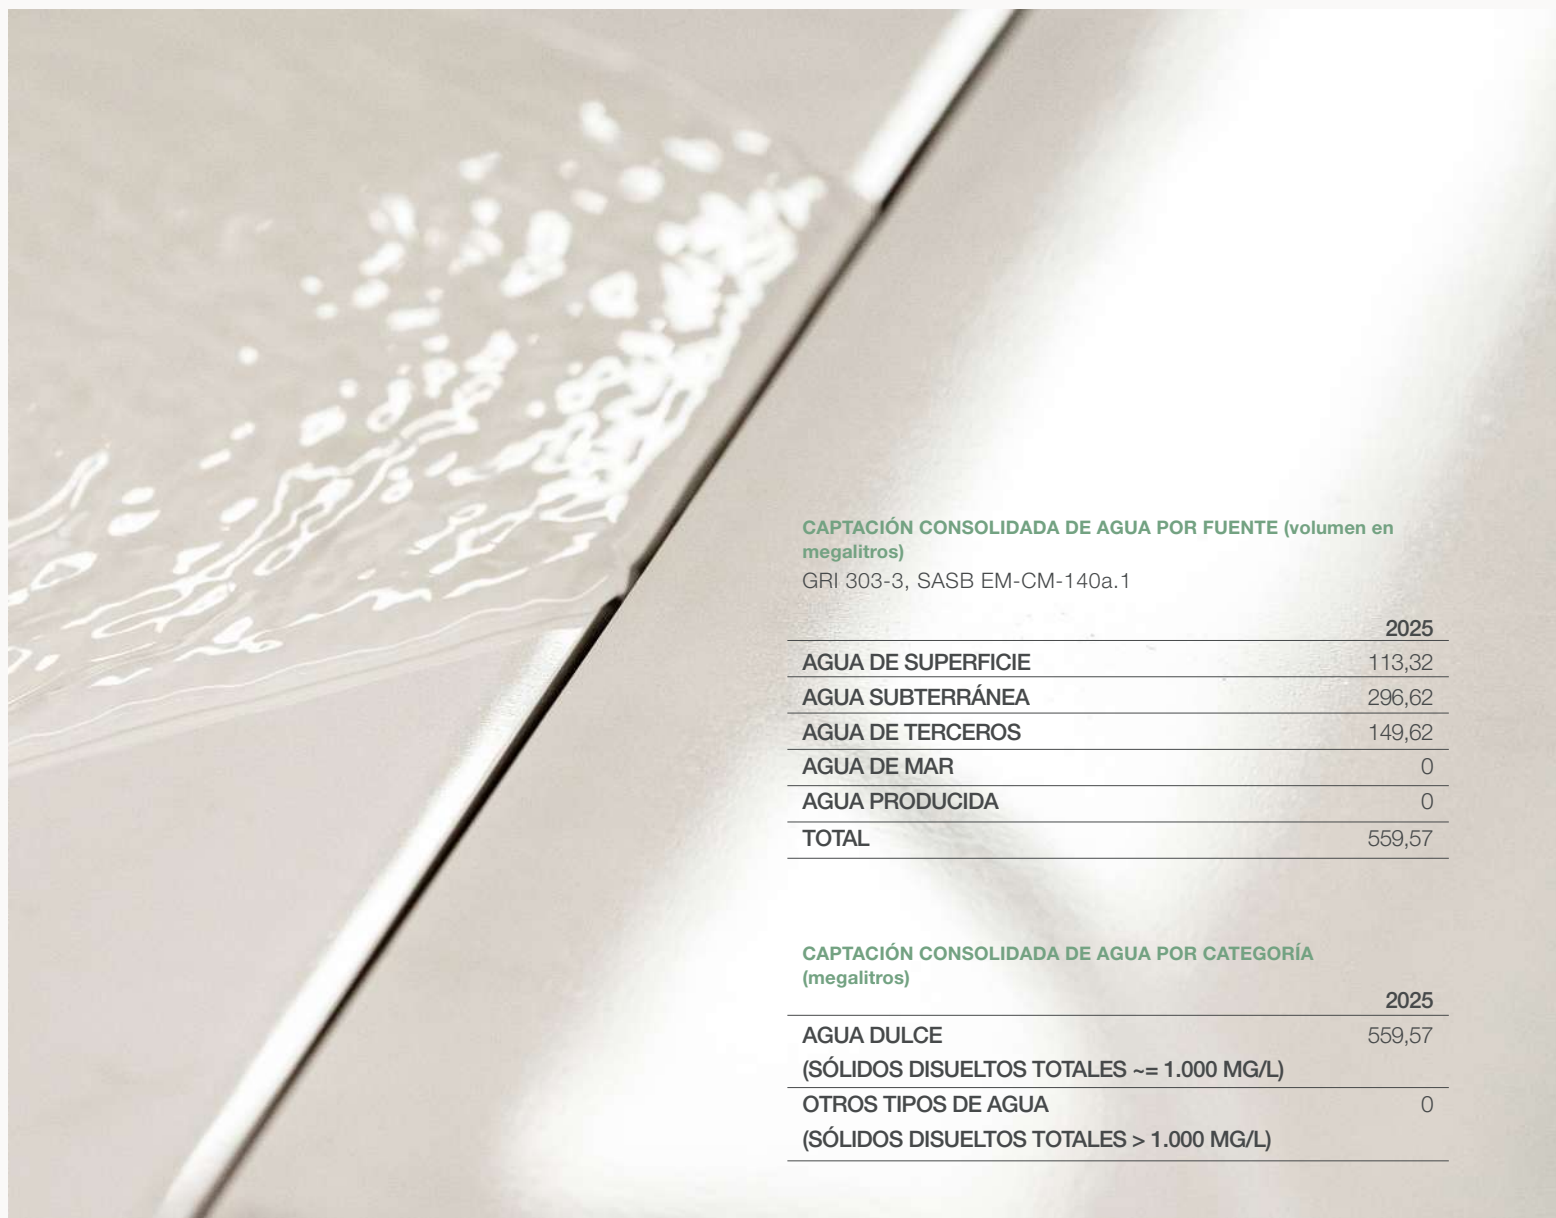 CAPTACIÓN CONSOLIDADA DE AGUA POR FUENTE (volumen en
megalitros)
GRI 303-3, SASB EM-CM-140a.1
2025
AGUA DE SUPERFICIE 113,32
AGUA SUBTERRÁNEA 296,62
AGUA DE TERCEROS 149,62
AGUA DE MAR 0
AGUA PRODUCIDA 0
TOTAL 559,57
CAPTACIÓN CONSOLIDADA DE AGUA POR CATEGORÍA
(megalitros)
2025
AGUA DULCE 559,57
(SÓLIDOS DISUELTOS TOTALES ~= 1.000 MG/L)
OTROS TIPOS DE AGUA 0
(SÓLIDOS DISUELTOS TOTALES > 1.000 MG/L)